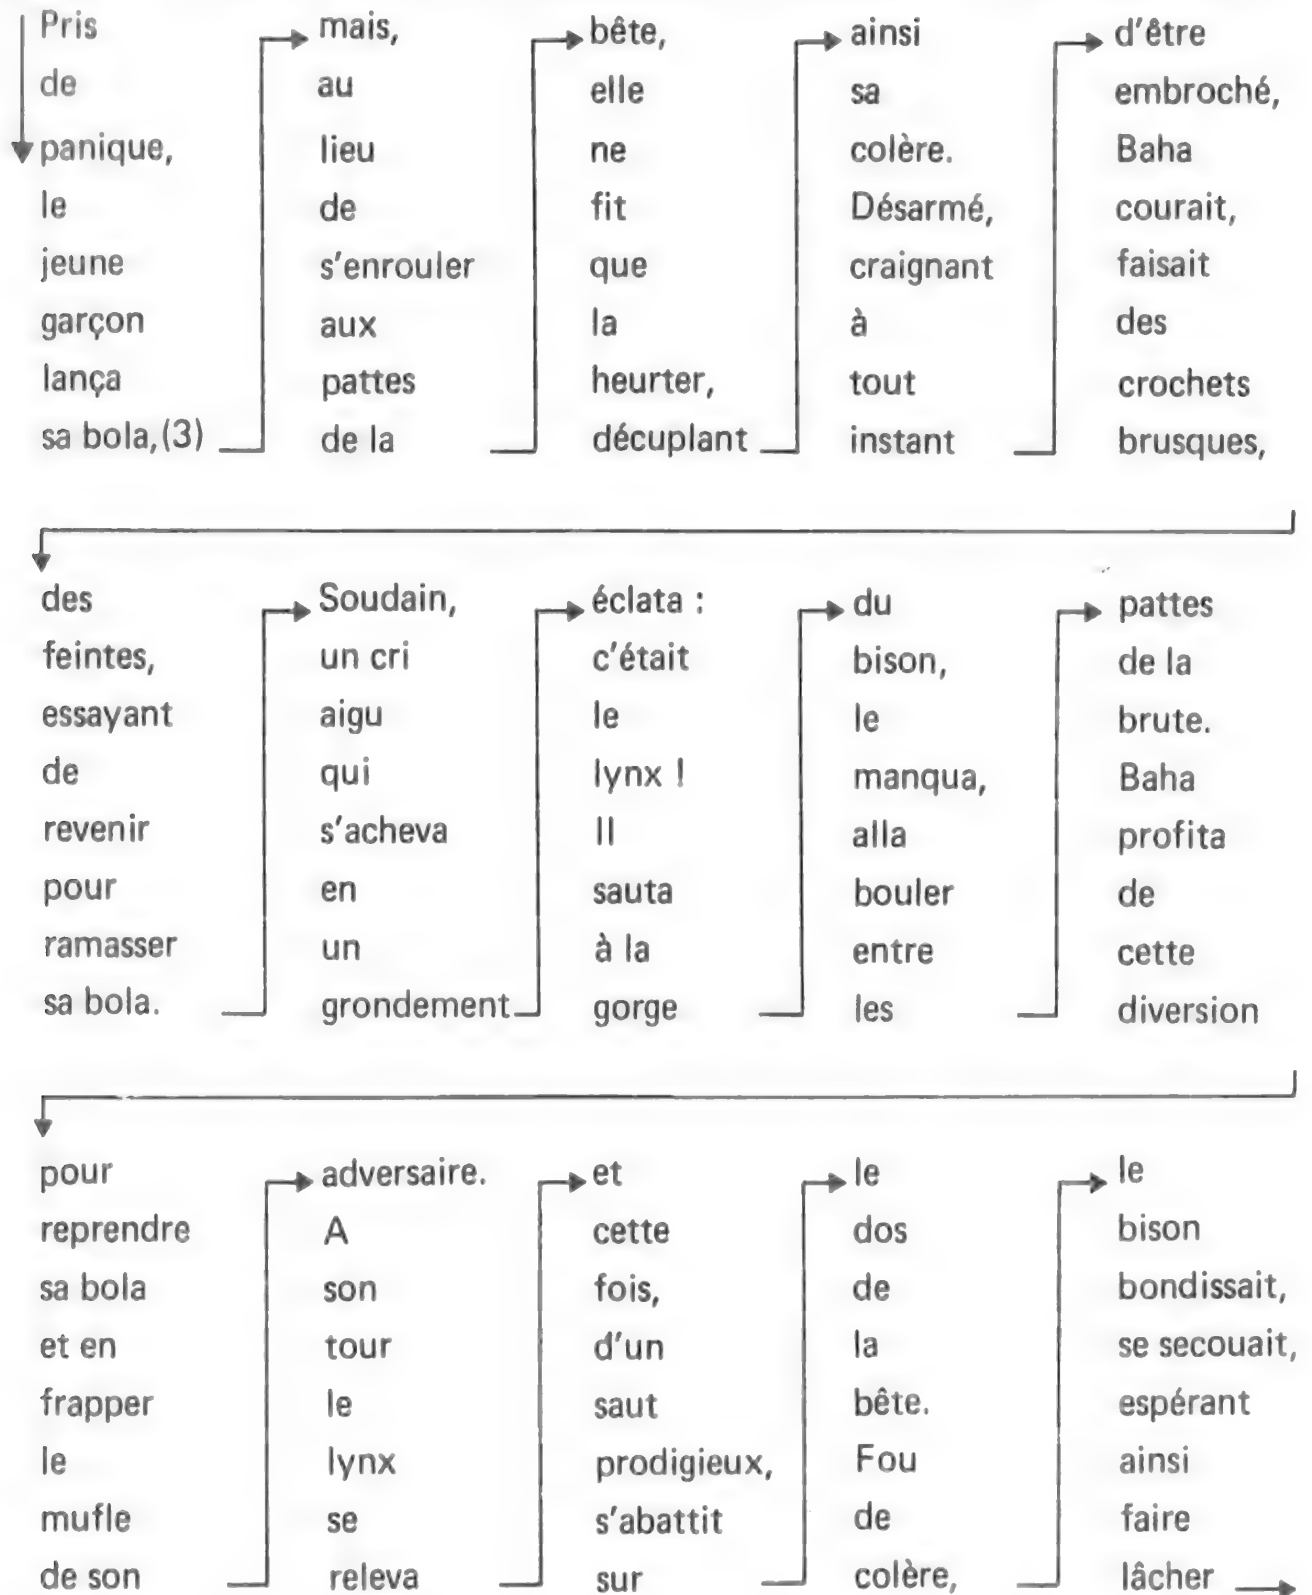 Pris
de
panique,
le
jeune
garçon
lança
sa bola,(3)
mais,
au
lieu
de
s'enrouler
aux
pattes
de la
bête,
elle
ne
fit
que
la
heurter,
décuplant
ainsi
sa
colère.
Désarmé,
craignant
à
tout
instant
d'être
embroché,
Baha
courait,
faisait
des
crochets
brusques,
des
feintes,
essayant
de
revenir
pour
ramasser
sa bola.
Soudain,
un cri
aigu
qui
s'acheva
en
un
grondement
éclata :
c'était
le
lynx !
Il
sauta
à la
gorge
du
bison,
le
manqua,
alla
bouler
entre
les
pattes
de la
brute.
Baha
profita
de
cette
diversion
pour
reprendre
sa bola
et en
frapper
le
mufle
de son
adversaire.
A
son
tour
le
lynx
se
releva
et
cette
fois,
d'un
saut
prodigieux,
s'abattit
sur
le
dos
de
la
bête.
Fou
de
colère,
le
bison
bondissait,
se secouait,
espérant
ainsi
faire
lâcher